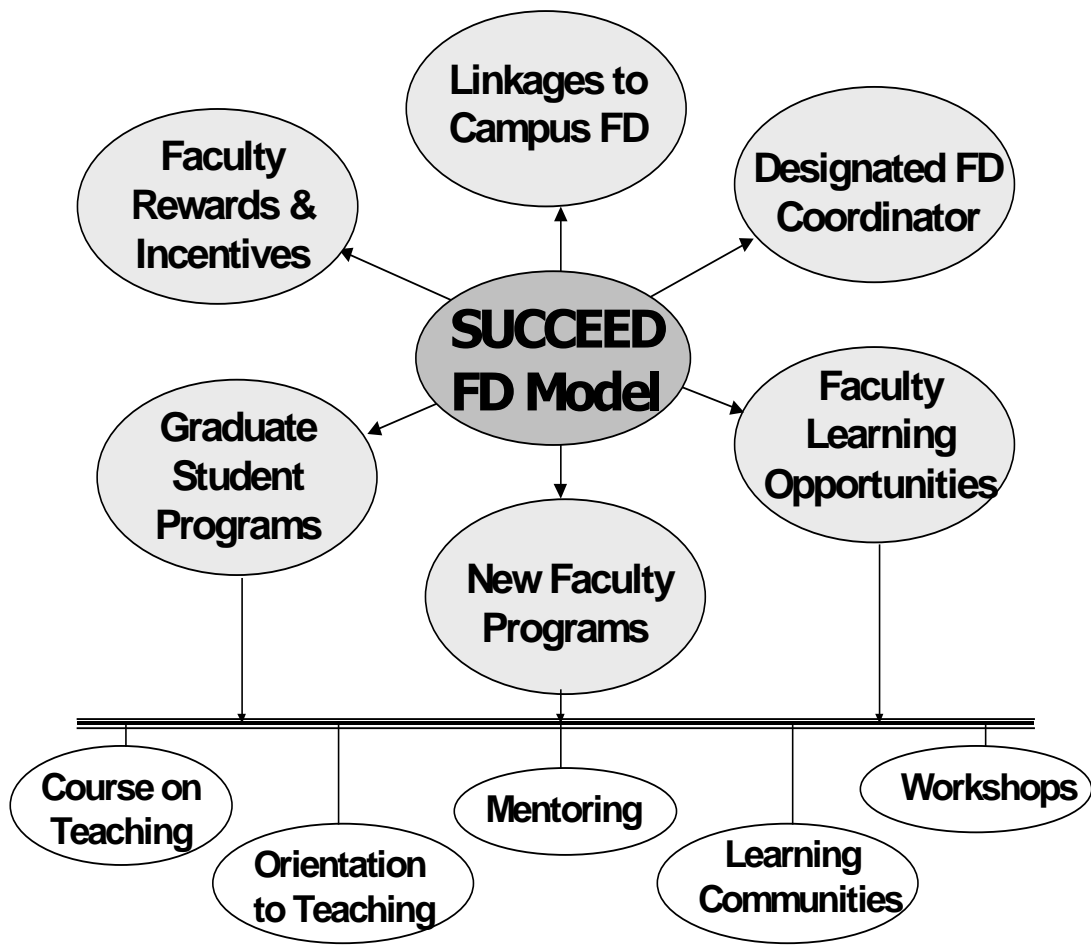 Linkages to
Campus FD
Faculty
Rewards &
Incentives
Designated FD
Coordinator
SUCCEED
FD Model
Graduate
Student
Programs
Faculty
Learning
Opportunities
New Faculty
Programs
Course on
Teaching
Orientation
to Teaching
Mentoring
Learning
Communities
Workshops